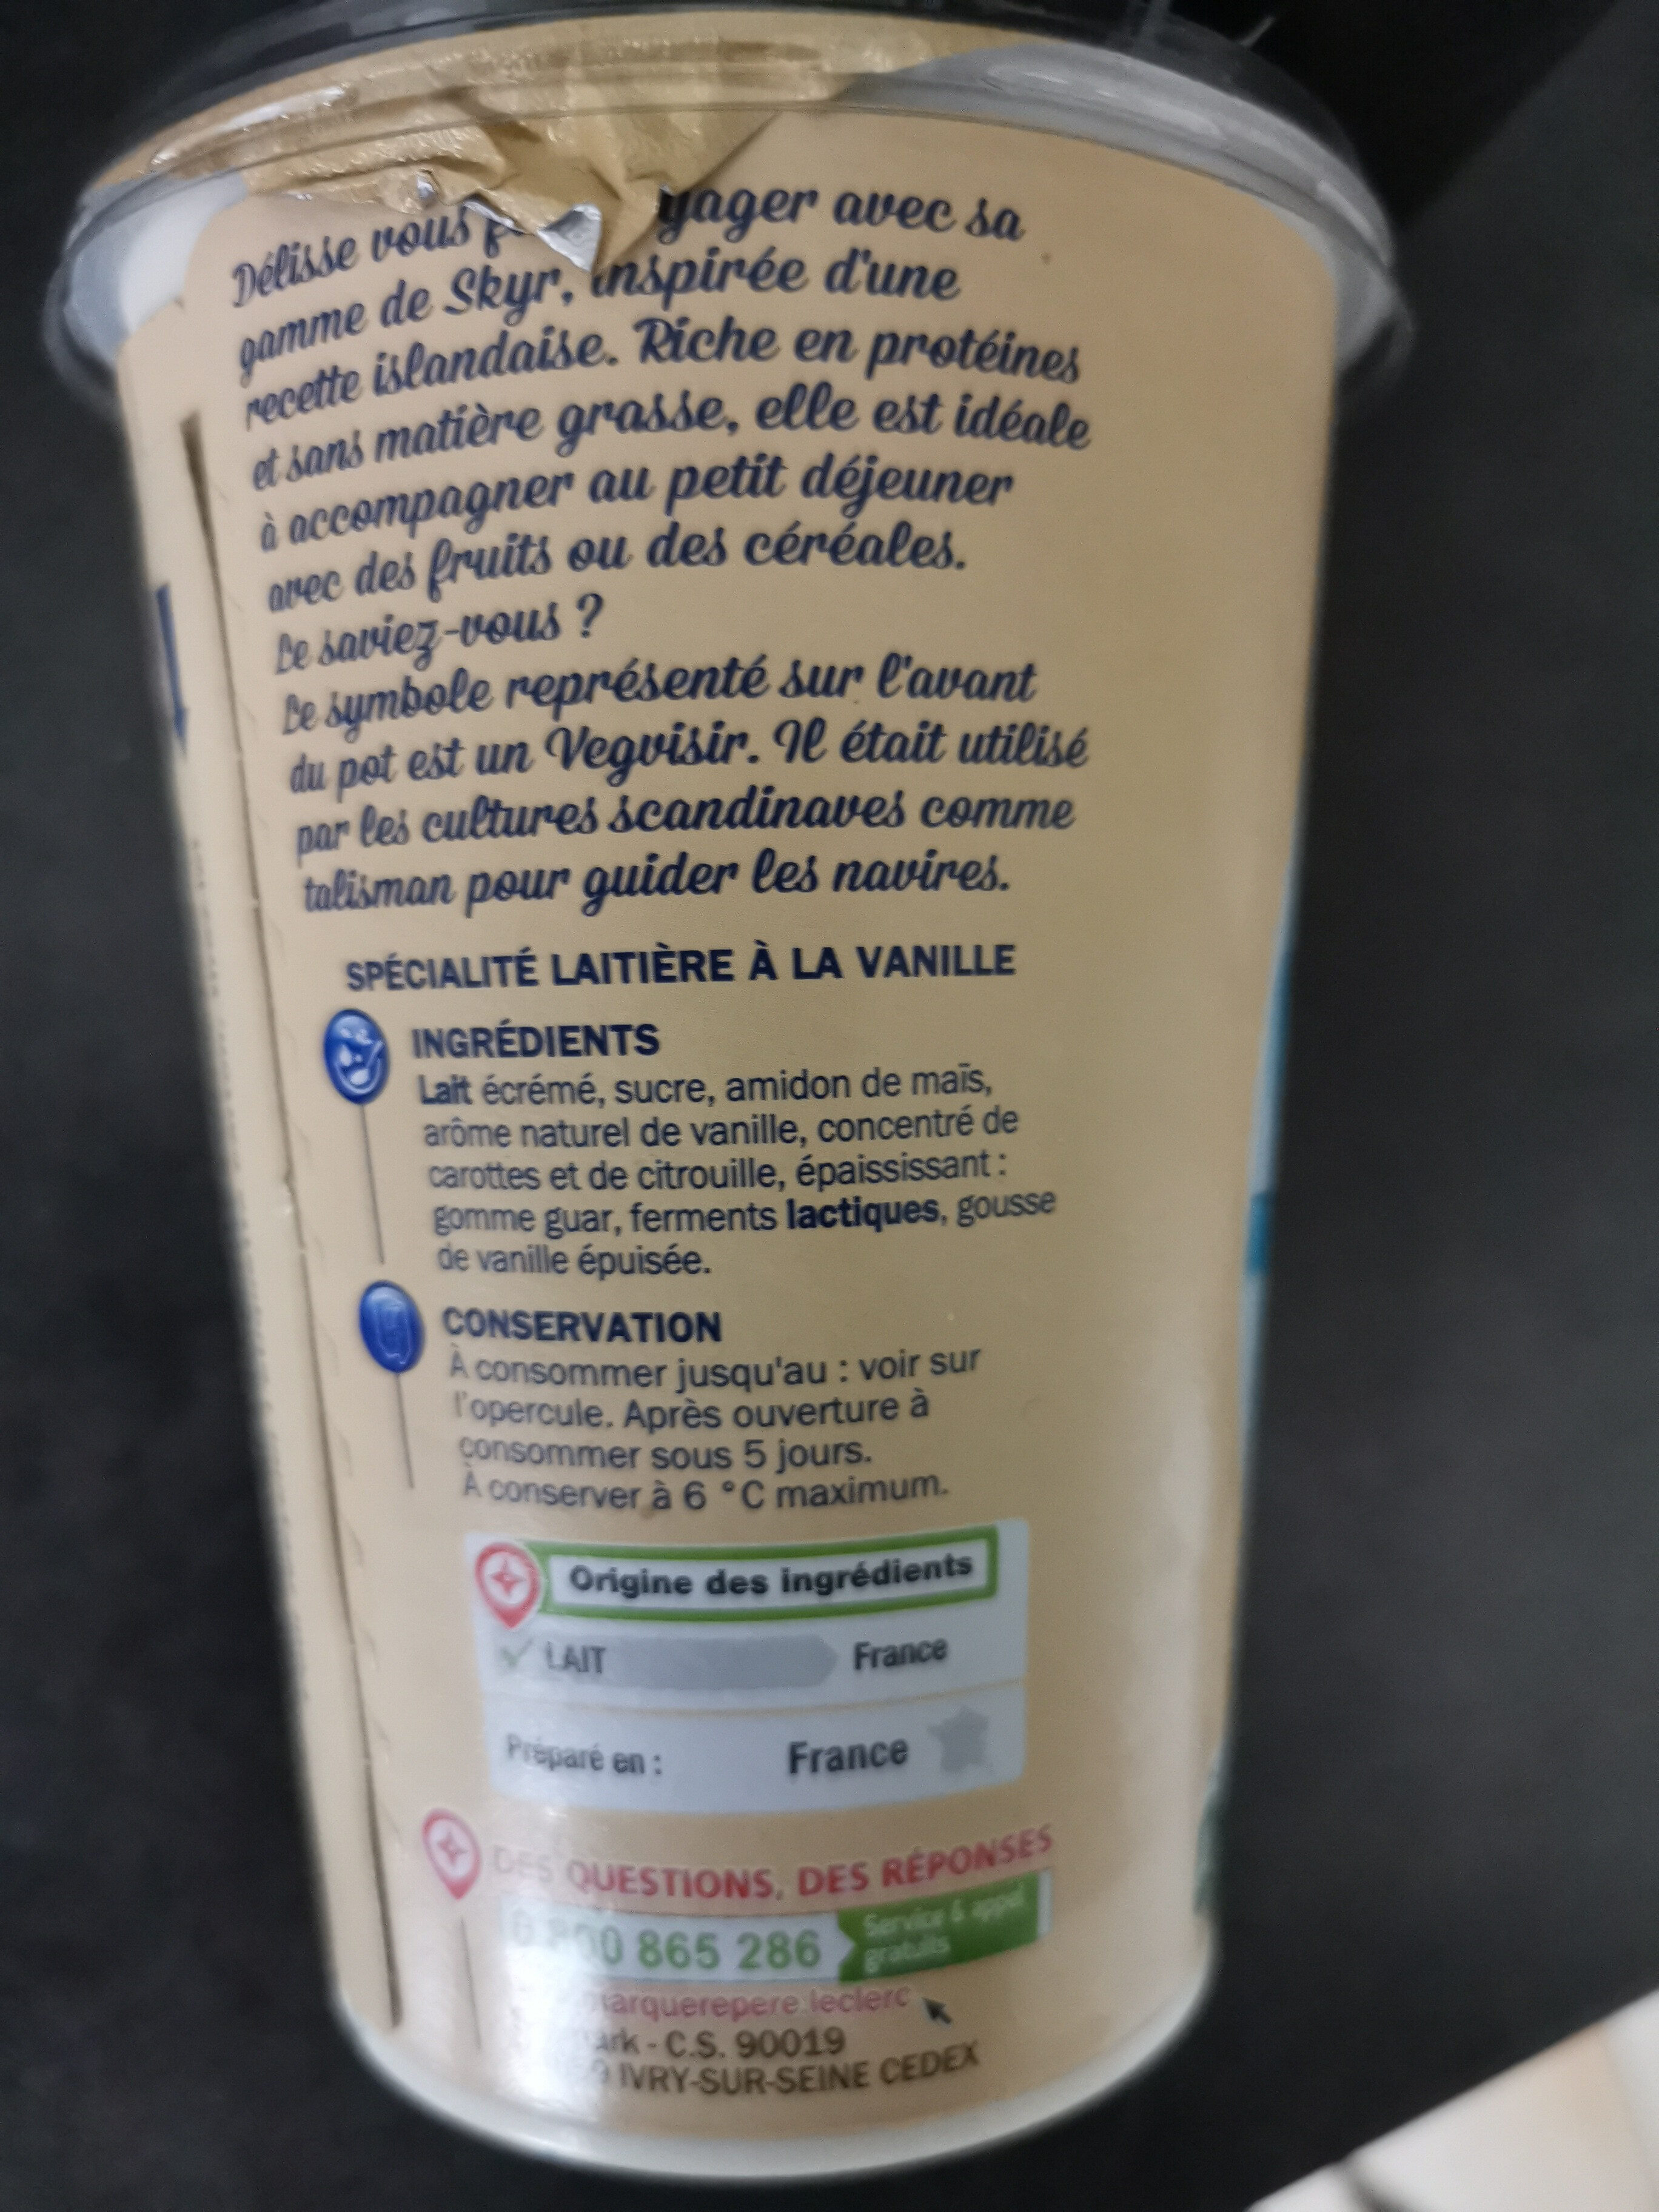 Délisse vous yager avec sa
gamme de Skyr, inspirée d'une
recette islandaise. Riche en protéines
et sans matière grasse, elle est idéale
à accompagner au petit déjeuner
avec des fruits ou des céréales.
Le saviez-vous ?
Le symbole représenté sur l'avant
du pot est un Vegvisir. Il était utilisé
par les cultures scandinaves comme
talisman pour guider les navires.
SPÉCIALITÉ LAITIÈRE À LA VANILLE
INGRÉDIENTS
Lait écrémé, sucre, amidon de maïs,
arôme naturel de vanille, concentré de
carottes et de citrouille, épaississant :
gomme guar, ferments lactiques, gousse
de vanille épuisée.
CONSERVATION
À consommer jusqu'au : voir sur
l'opercule. Après ouverture à
consommer sous 5 jours.
À conserver à 6 °C maximum.
Origine des ingrédients
LAIT France
Préparé en : France
DES QUESTIONS, DES RÉPONSES
0 800 865 286 Service & appel
gratuits
marquerepere.leclerc
ark - C.S. 90019
IVRY-SUR-SEINE CEDEX